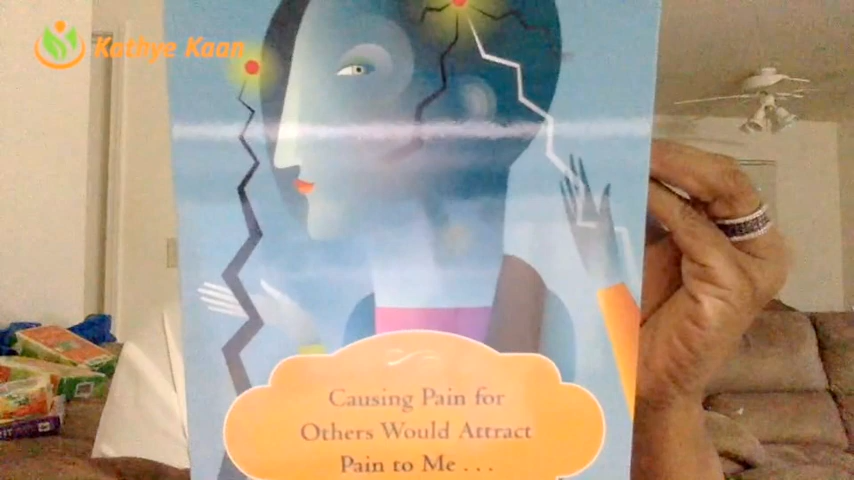 Kathye Kaan
Causing Pain for
Others Would Attract
Pain to Me . . .